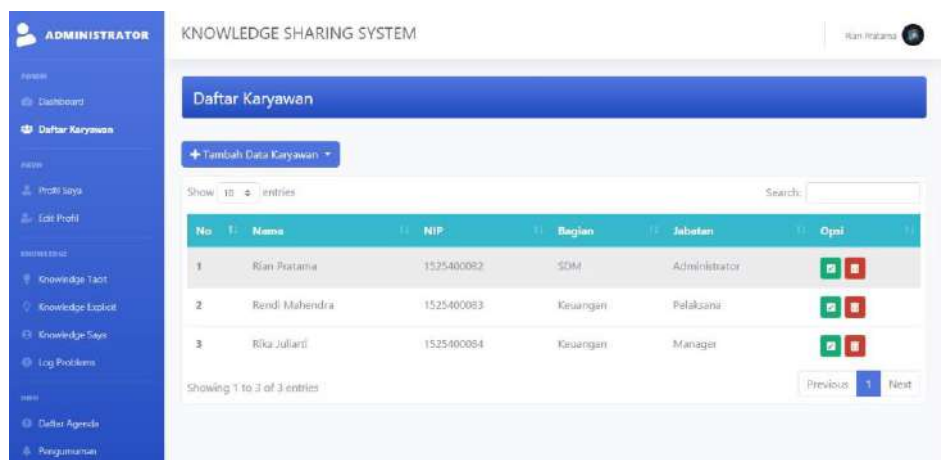 ADMINISTRATOR
KNOWLEDGE SHARING SYSTEM
Rian Pratama
Dashboard
Daftar Karyawan
Profil Saya
Edit Profil
KNOWLEDGE
Knowledge Tacit
Knowledge Explicit
Knowledge Saya
Log Problems
Daftar Agenda
Pengumuman
Daftar Karyawan
Tambah Data Karyawan
Show 10 entries
Search:
No Nama NIP Bagian Jabatan Opsi
1 Rian Pratama 1525400082 SDM Administrator
2 Rendi Mahendra 1525400083 Keuangan Pelaksana
3 Rika Julianti 1525400084 Keuangan Manager
Showing 1 to 3 of 3 entries
Previous 1 Next